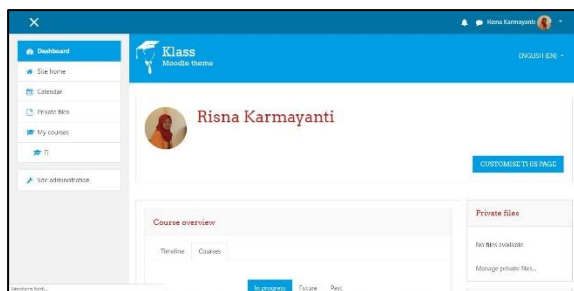 Risna Karmayanti
Dashboard
Site home
Calendar
Private files
My courses
TI
Site administration
Klass
Moodle theme
ENGLISH (EN)
Risna Karmayanti
CUSTOMISE THIS PAGE
Course overview
Timeline Courses
In progress Future Past
Private files
No files available
Manage private files...